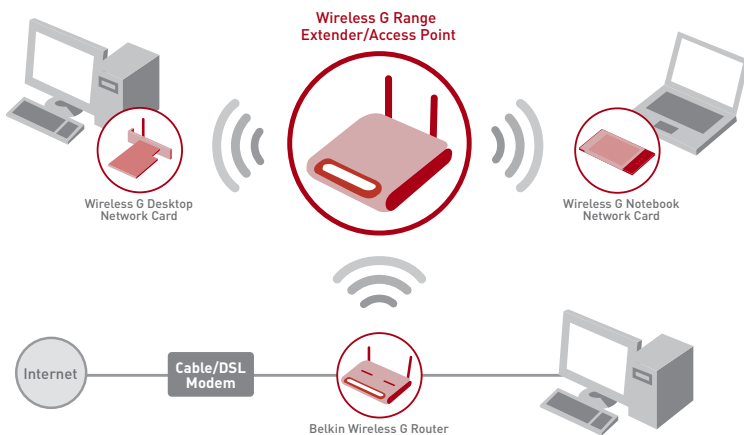 Wireless G Range
Extender/Access Point
Wireless G Desktop
Network Card
Wireless G Notebook
Network Card
Internet
Cable/DSL
Modem
Belkin Wireless G Router